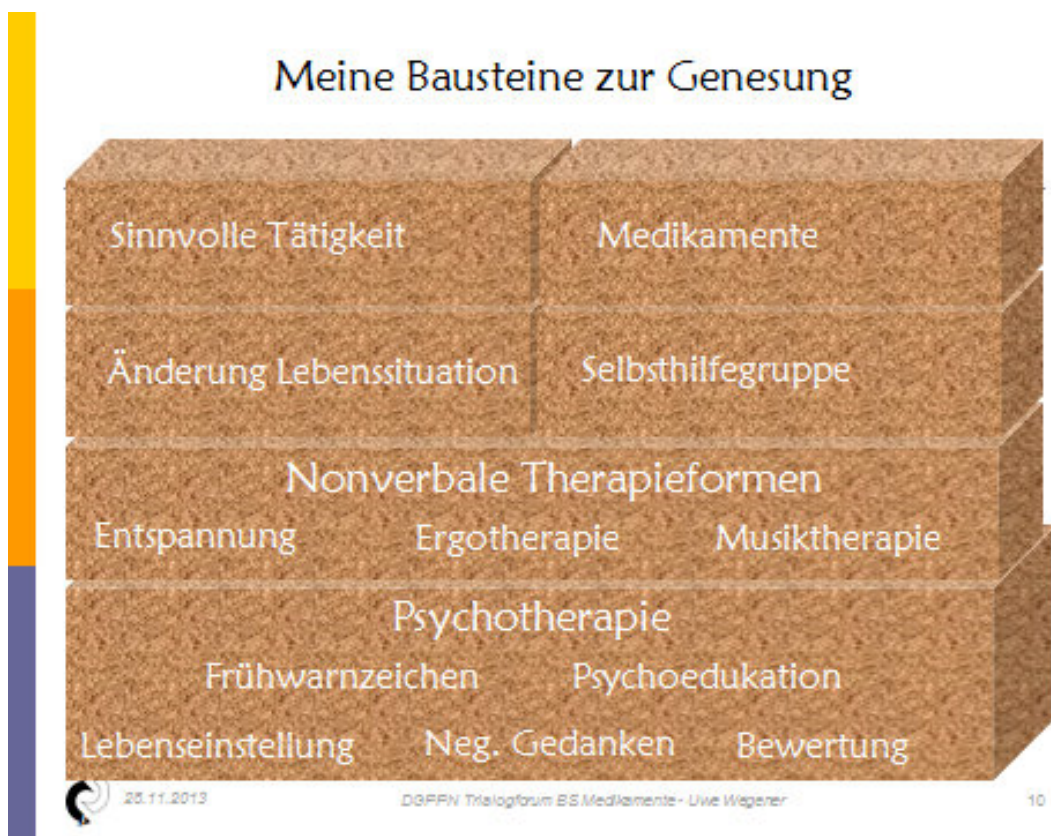 Meine Bausteine zur Genesung
Sinnvolle Tätigkeit
Medikamente
Änderung Lebenssituation
Selbsthilfegruppe
Nonverbale Therapieformen
Entspannung Ergotherapie Musiktherapie
Psychotherapie
Frühwarnzeichen Psychoedukation
Lebenseinstellung Neg. Gedanken Bewertung
25.11.2013 DGPPN Trialogforum BS Medikamente - Uwe Wegener 10